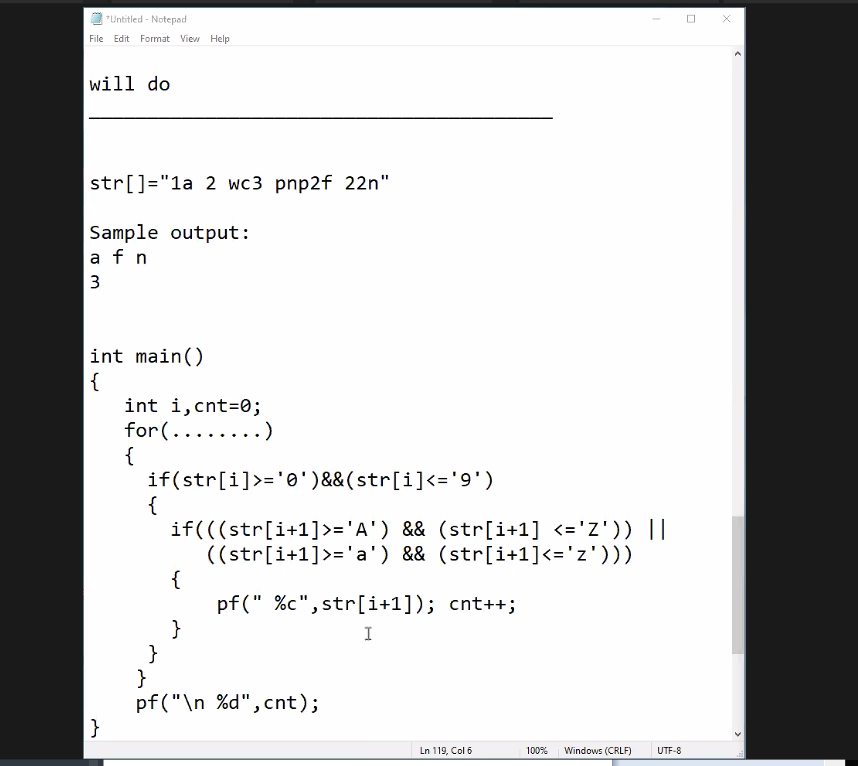 *Untitled - Notepad
File Edit Format View Help
will do
________________________________________
str[]="1a 2 wc3 pnp2f 22n"
Sample output:
a f n
3
int main()
{
int i,cnt=0;
for(........)
{
if(str[i]>='0')&&(str[i]<='9')
{
if(((str[i+1]>='A') && (str[i+1] <='Z')) ||
((str[i+1]>='a') && (str[i+1]<='z')))
{
pf(" %c",str[i+1]); cnt++;
}
}
}
pf("\n %d",cnt);
}
Ln 119, Col 6 100% Windows (CRLF) UTF-8